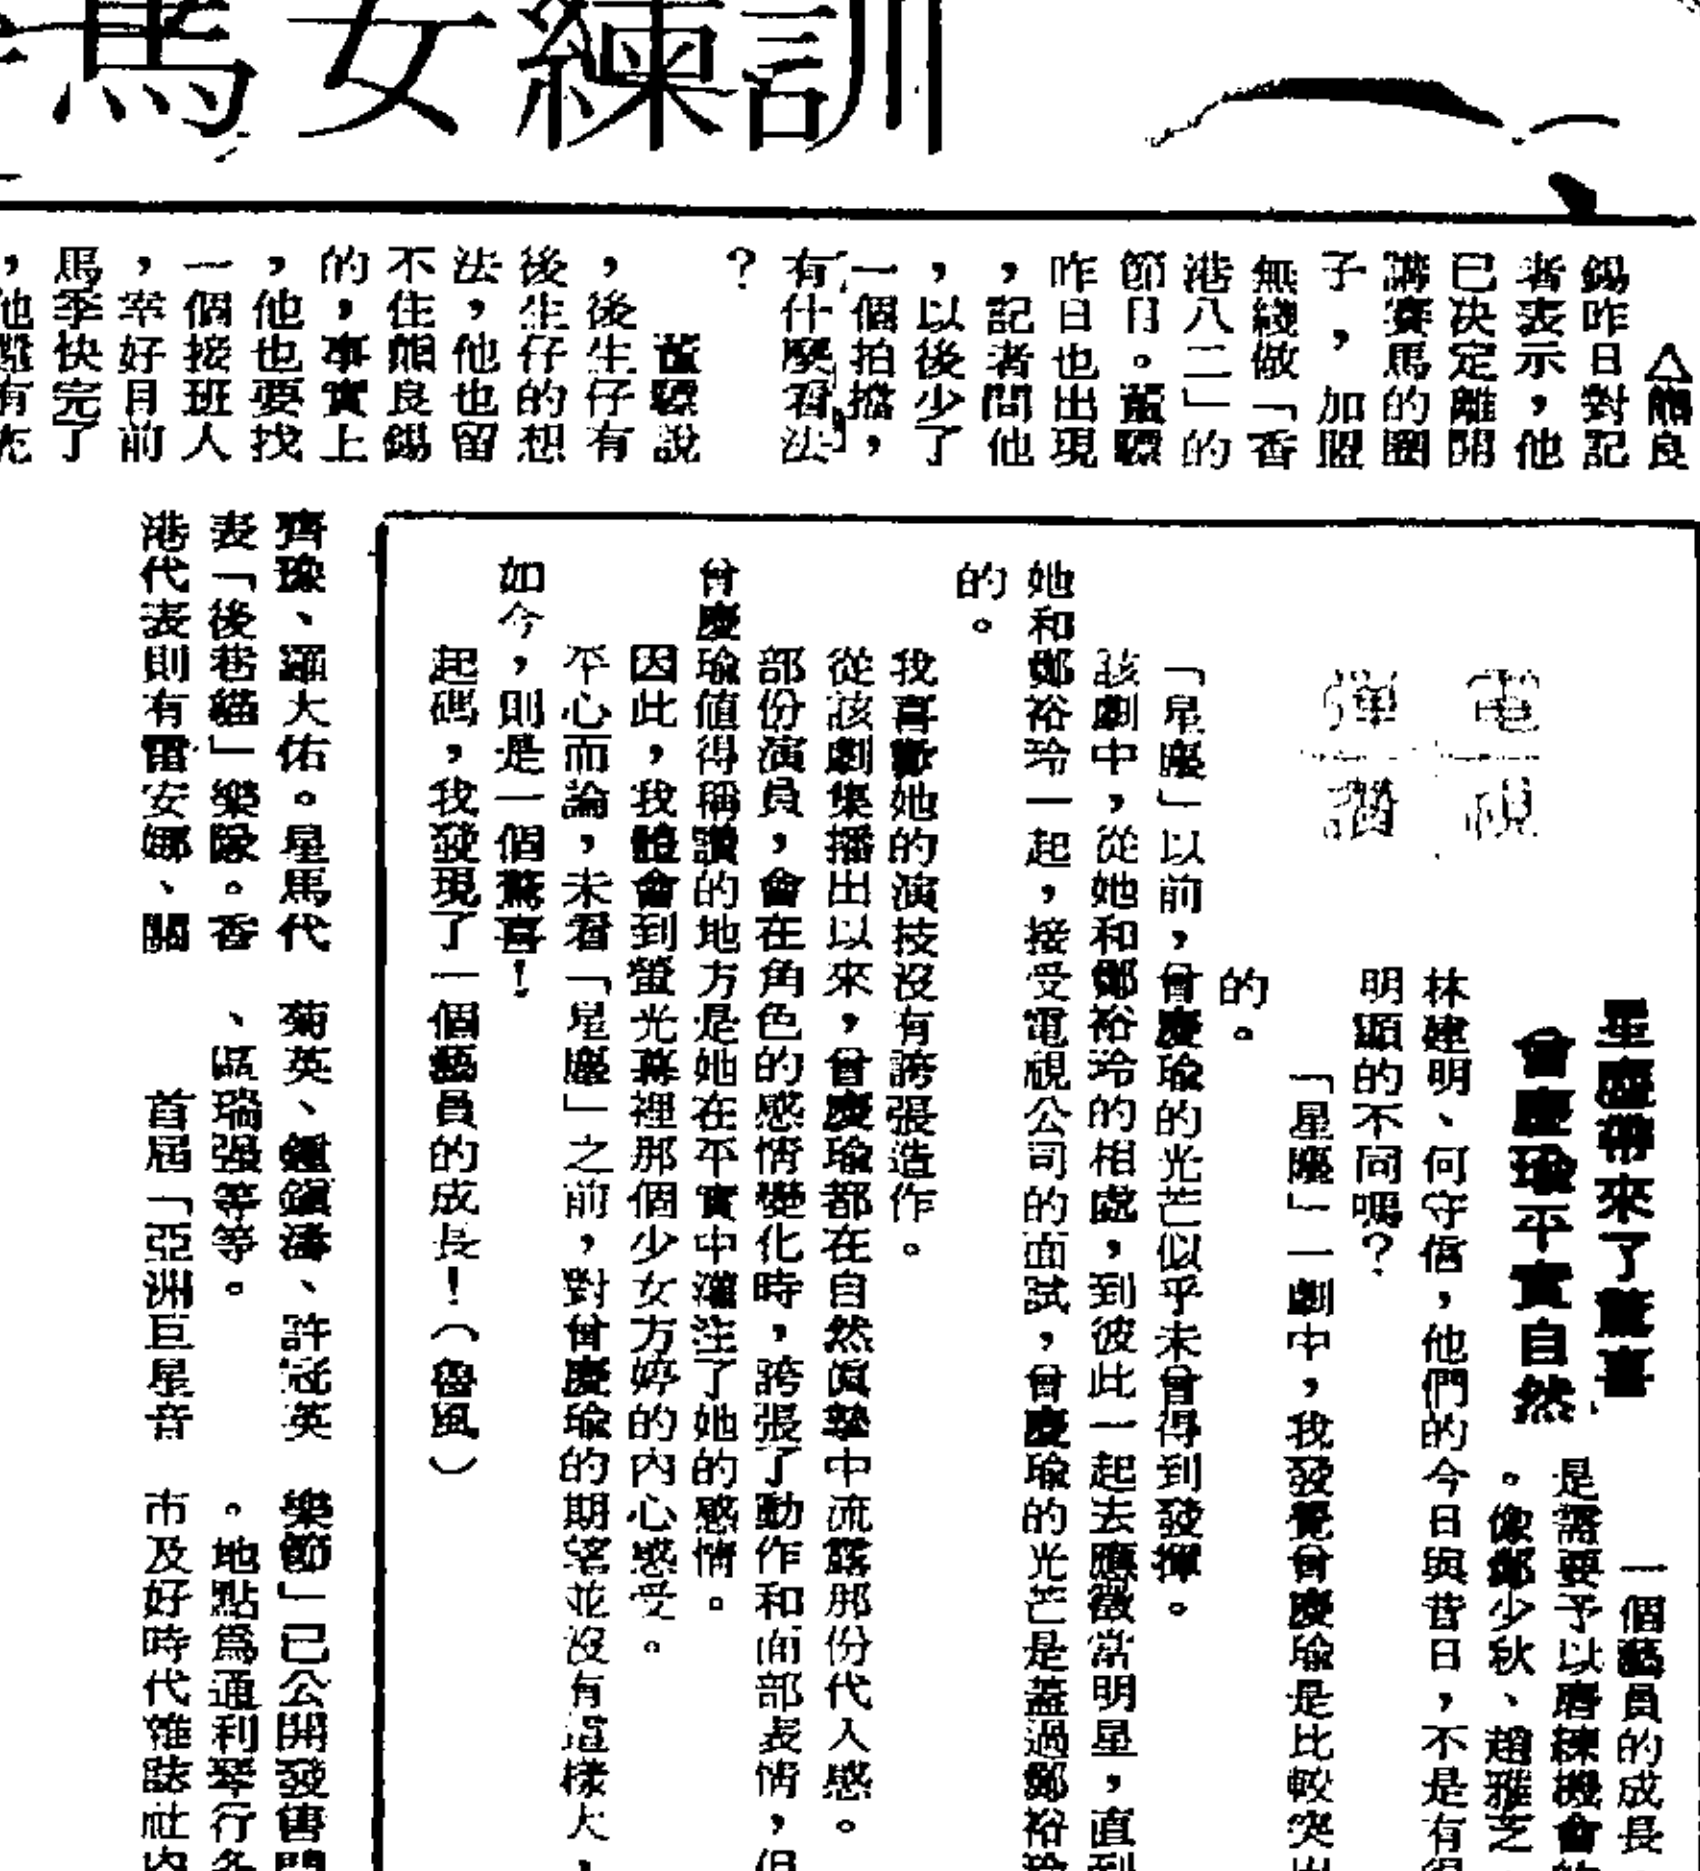 訓練女馬
△熊良
錫昨日對記
者表示，他
已决定離開
講賽馬的圈
子，加盟
無綫做「香
港八二」的
節目。董驃
昨日也出現
，記者問他
，以後少了
一個拍擋，
有什麼看法
？
董驃說
，後生仔有
後生仔的想
法，他也留
不住熊良錫
的，事實上
，他也要找
一個接班人
，幸好目前
馬季快完了
，他還有
電視
彈讚
星塵帶來了驚喜
曾慶瑜平實自然
一個藝員的成長
是需要予以磨練機會
。像鄭少秋、趙雅芝
林建明、何守信，他們的今日與昔日，不是有很
明顯的不同嗎？
「星塵」一劇中，我發覺曾慶瑜是比較突出
的。
「星塵」以前，曾慶瑜的光芒似乎未曾得到發揮。
該劇中，從她和鄭裕玲的相處，到彼此一起去應徵當明星，直到
她和鄭裕玲一起，接受電視公司的面試，曾慶瑜的光芒是蓋過鄭裕玲
的。
我喜歡她的演技沒有誇張造作。
從該劇集播出以來，曾慶瑜都在自然眞摯中流露那份代入感。
部份演員，會在角色的感情變化時，誇張了動作和面部表情，但
曾慶瑜值得稱讚的地方是她在平實中灌注了她的感情。
因此，我體會到螢光幕裡那個少女方婷的內心感受。
平心而論，未看「星塵」之前，對曾慶瑜的期望並沒有這樣大，
如今，則是一個驚喜！
起碼，我發現了一個藝員的成長！（魯風）
齊豫、羅大佑。星馬代
表「後巷貓」樂隊。香
港代表則有雷安娜、關
菊英、鍾鎮濤、許冠英
、區瑞强等等。
首屆「亞洲巨星音
樂節」已公開發售門
。地點爲通利琴行各
市及好時代雜誌社內